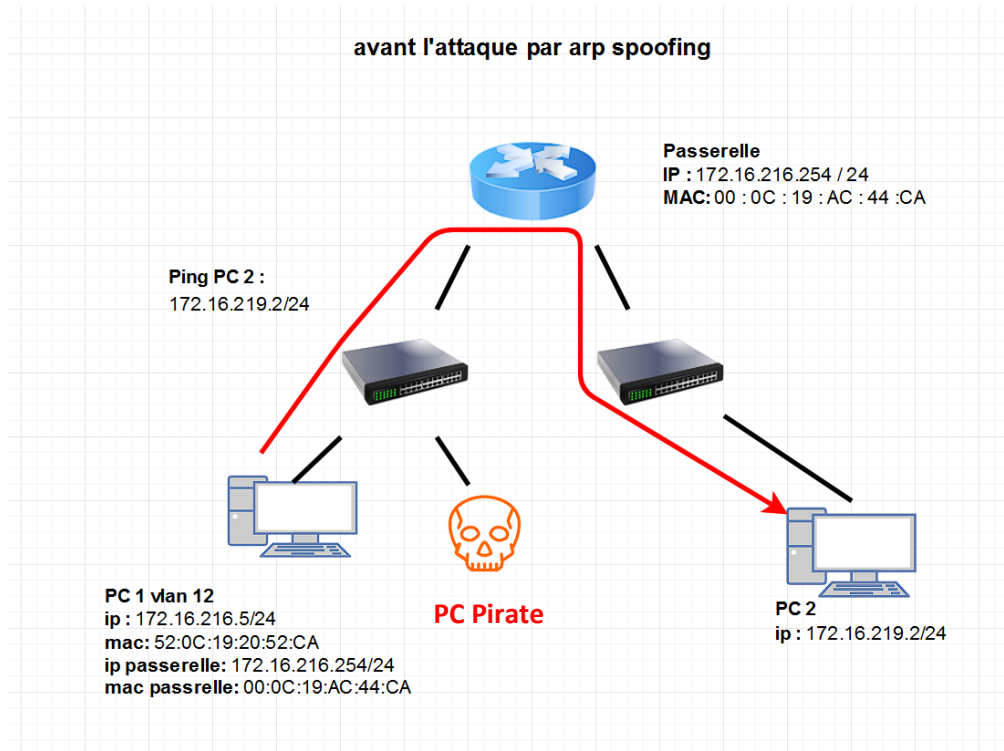 avant l'attaque par arp spoofing
Passerelle
IP : 172.16.216.254 / 24
MAC: 00 : 0C : 19 : AC : 44 :CA
Ping PC 2 :
172.16.219.2/24
PC 1 vlan 12
ip : 172.16.216.5/24
mac: 52:0C:19:20:52:CA
ip passerelle: 172.16.216.254/24
mac passrelle: 00:0C:19:AC:44:CA
PC Pirate
PC 2
ip : 172.16.219.2/24